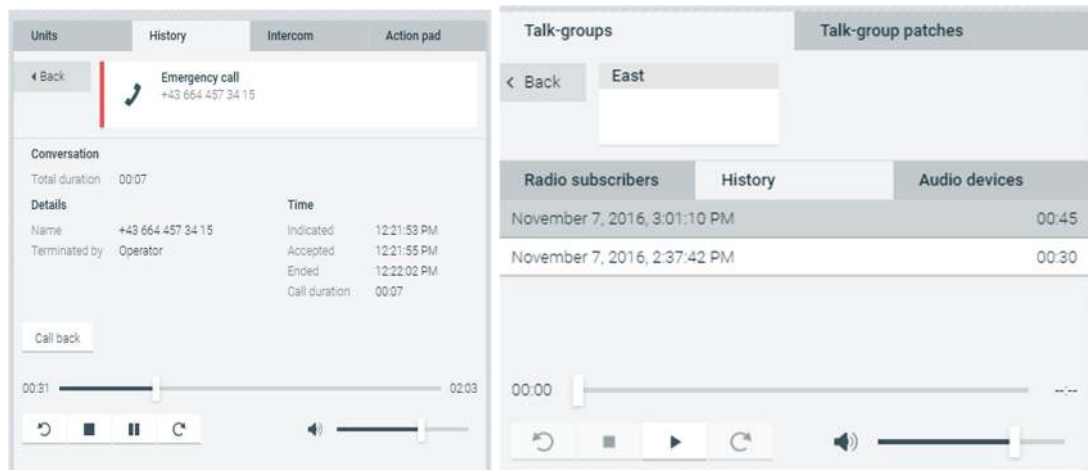 Units History Intercom Action pad
Back
Emergency call
+43 664 457 34 15
Conversation
Total duration 00:07
Details Time
Name +43 664 457 34 15 Indicated 12:21:53 PM
Terminated by Operator Accepted 12:21:55 PM
Ended 12:22:02 PM
Call duration 00:07
Call back
00:31 02:03
Talk-groups Talk-group patches
Back East
Radio subscribers History Audio devices
November 7, 2016, 3:01:10 PM 00:45
November 7, 2016, 2:37:42 PM 00:30
00:00 --:--